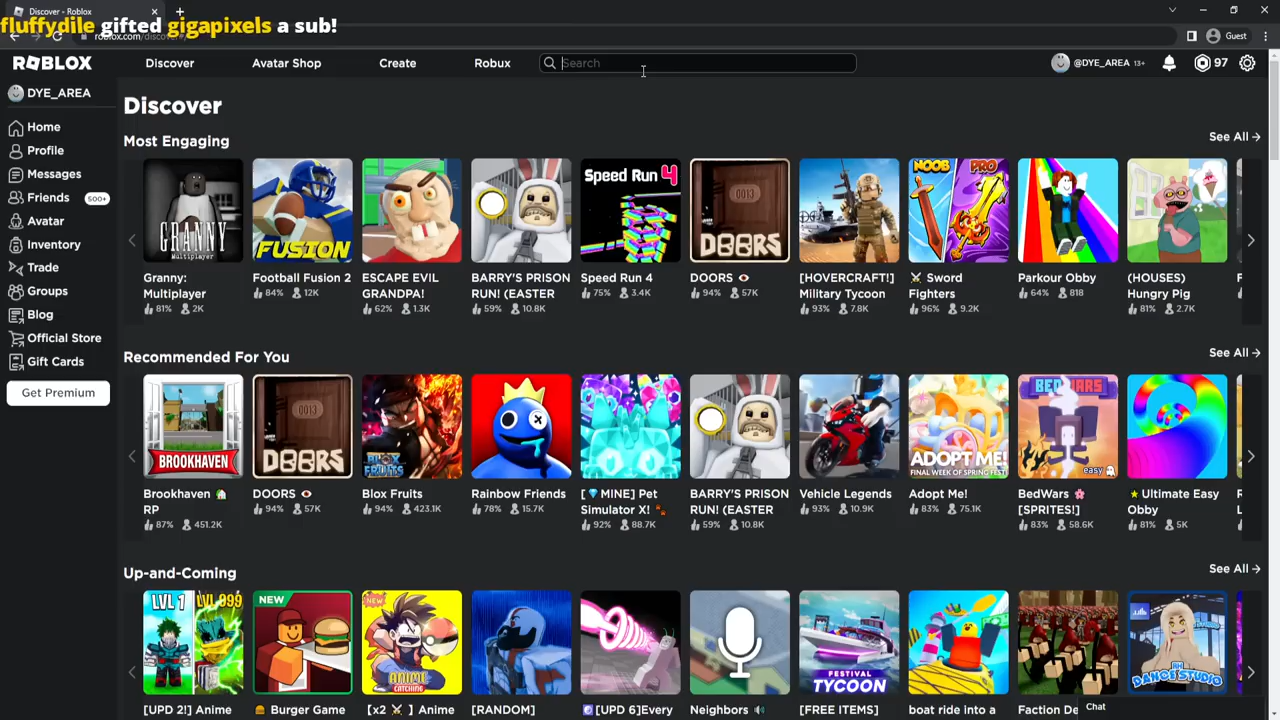 Discover - Roblox
fluffydile gifted gigapixels a sub!
roblox.com/discover#/
Guest
ROBLOX
Discover
Avatar Shop
Create
Robux
Search
@DYE_AREA 13+
97
DYE_AREA
Home
Profile
Messages
Friends 500+
Avatar
Inventory
Trade
Groups
Blog
Official Store
Gift Cards
Get Premium
Discover
Most Engaging
See All →
GRANNY
Multiplayer
FUSION
Speed Run 4
0013
DOORS
NOOB PRO
Granny:
Multiplayer
81% 2K
Football Fusion 2
84% 12K
ESCAPE EVIL
GRANDPA!
62% 1.3K
BARRY'S PRISON
RUN! (EASTER
59% 10.8K
Speed Run 4
75% 3.4K
DOORS
94% 57K
[HOVERCRAFT!]
Military Tycoon
93% 7.8K
Sword
Fighters
96% 9.2K
Parkour Obby
64% 818
(HOUSES)
Hungry Pig
81% 2.7K
Recommended For You
See All →
BROOKHAVEN
0013
DOORS
BLOX
FRUITS
ADOPT ME!
FINAL WEEK OF SPRING FEST
BEDWARS
easy
Brookhaven
RP
87% 451.2K
DOORS
94% 57K
Blox Fruits
94% 423.1K
Rainbow Friends
78% 15.7K
[ MINE] Pet
Simulator X!
92% 88.7K
BARRY'S PRISON
RUN! (EASTER
59% 10.8K
Vehicle Legends
93% 10.9K
Adopt Me!
83% 75.1K
BedWars
[SPRITES!]
83% 58.6K
Ultimate Easy
Obby
81% 5K
Up-and-Coming
See All →
LVL 1 LVL 999
NEW
NEW
ANIME
CATCHING
FESTIVAL
TYCOON
DANCE STUDIO
[UPD 2!] Anime
Burger Game
[x2 ] Anime
[RANDOM]
[UPD 6]Every
Neighbors
[FREE ITEMS]
boat ride into a
Faction De
Chat